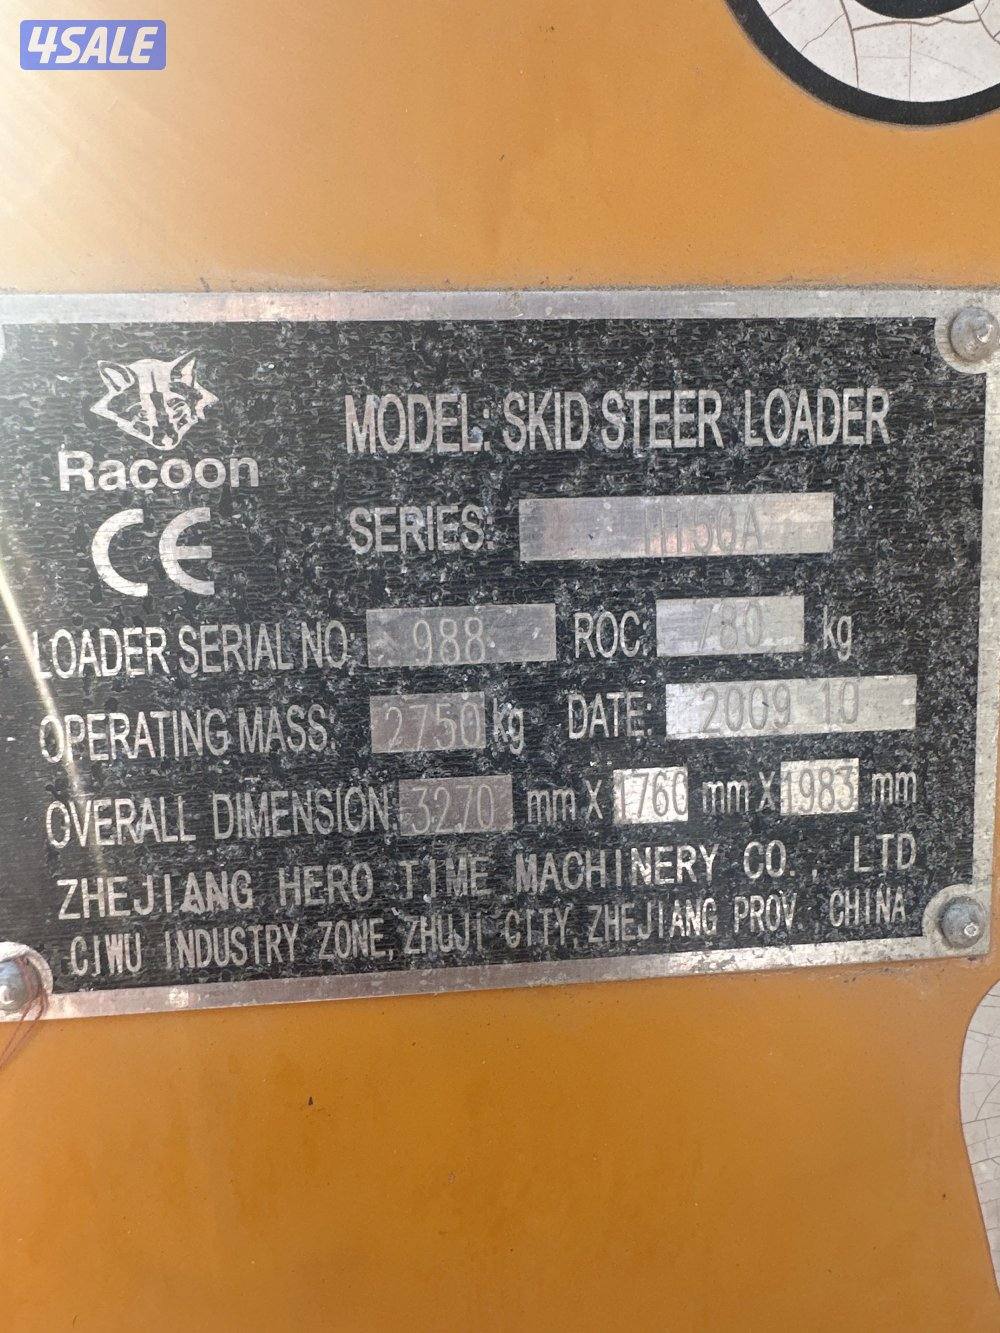 4SALE
Racoon
CE
MODEL: SKID STEER LOADER
SERIES:
LOADER SERIAL NO: 988 ROC: 780 kg
OPERATING MASS: 2750 kg DATE: 2009 10
OVERALL DIMENSION: 3270 mm X 1760 mm X 1983 mm
ZHEJIANG HERO TIME MACHINERY CO., LTD
CIWU INDUSTRY ZONE, ZHUJI CITY, ZHEJIANG PROV., CHINA